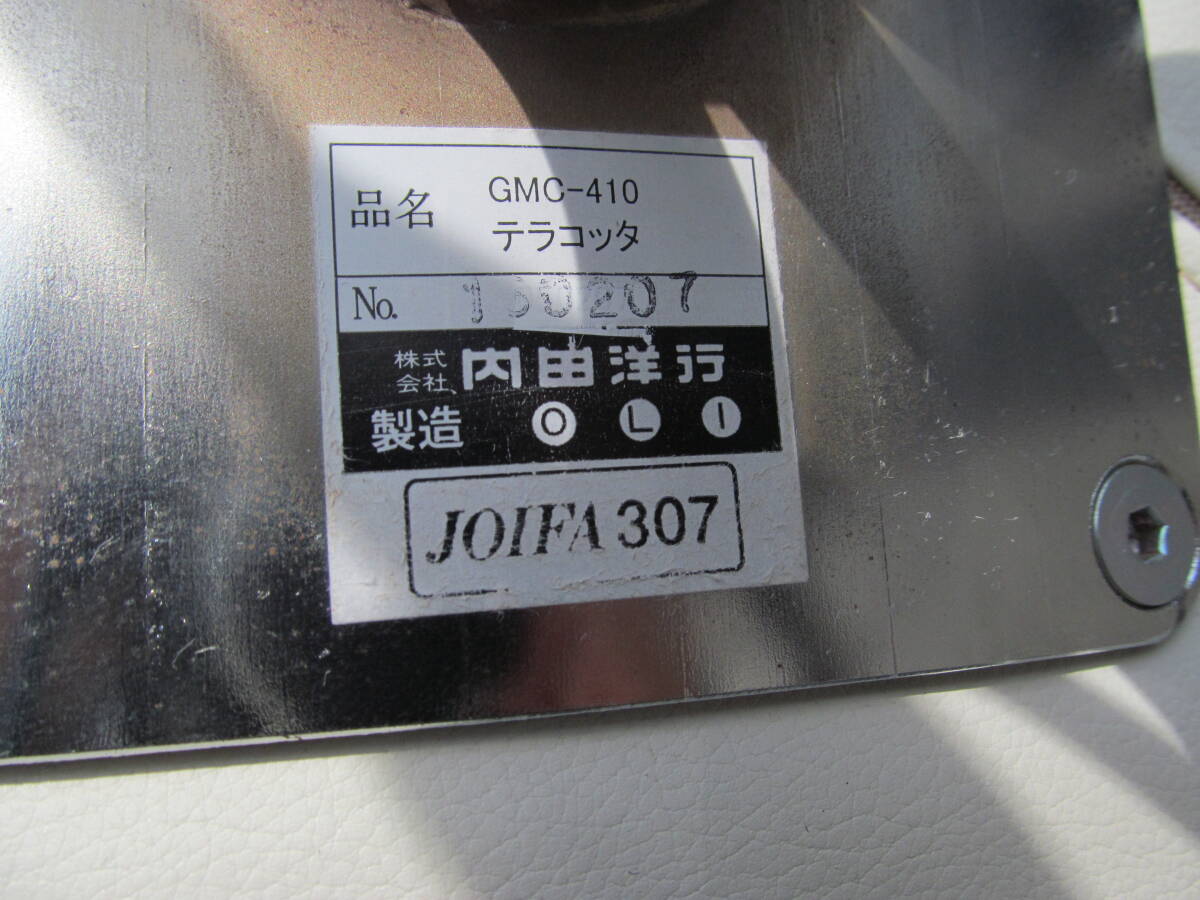 品名 GMC-410
テラコッタ
No. 130207
株式会社 内田洋行
製造 O L I
JOIFA 307